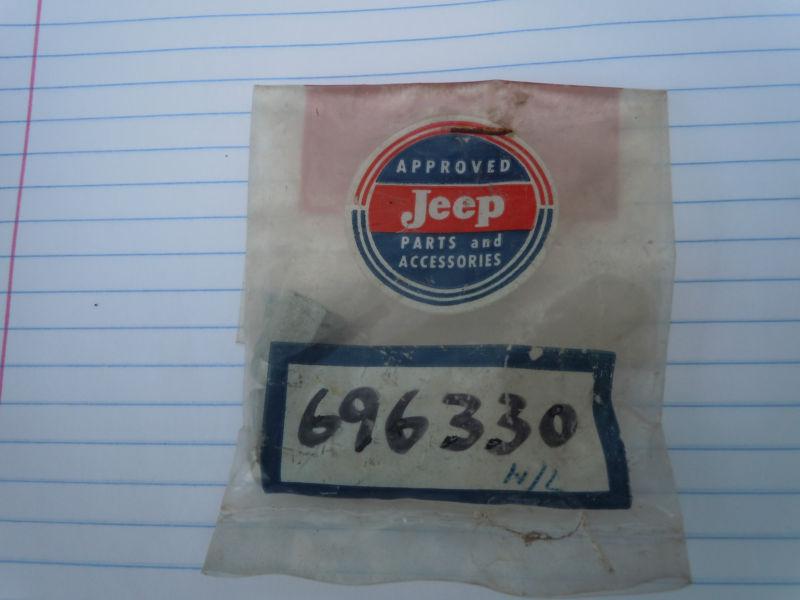 APPROVED
Jeep
PARTS and
ACCESSORIES
696330
W/L